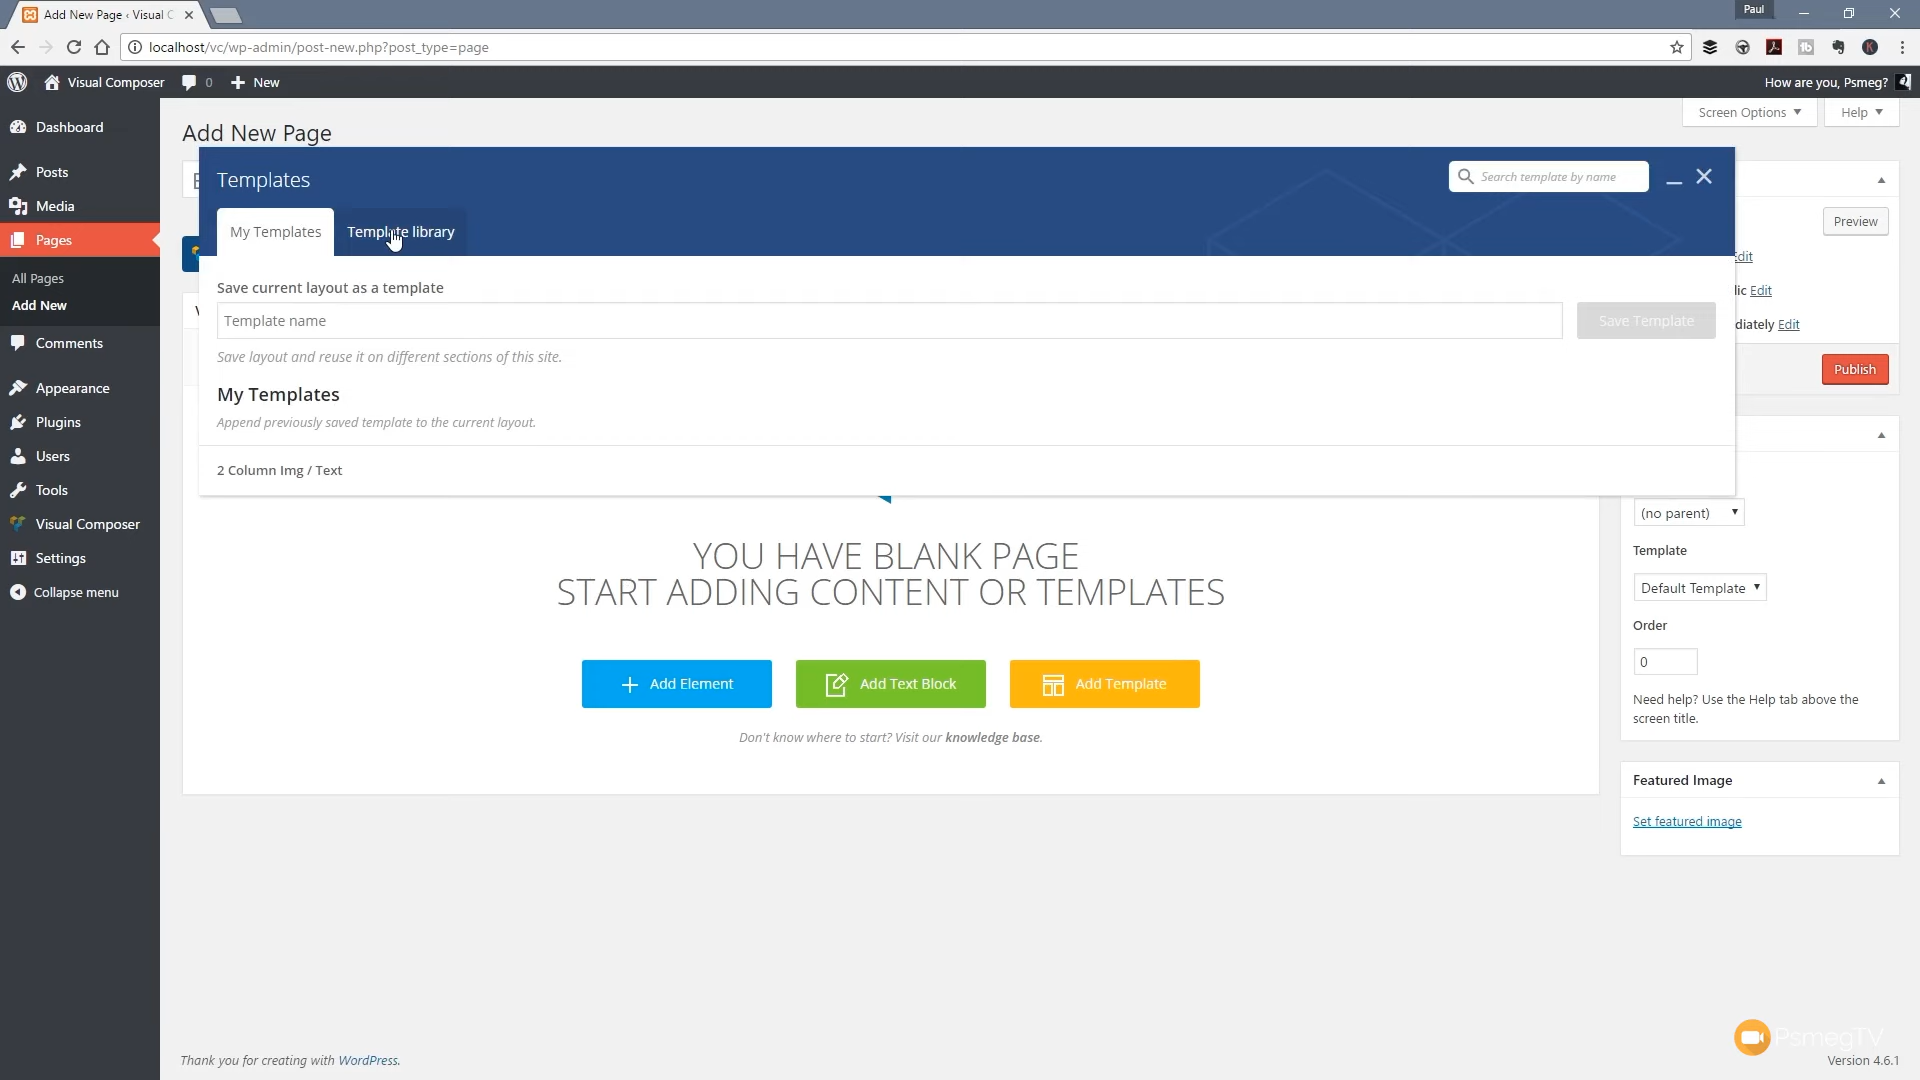 Add New Page ‹ Visual C
Paul
localhost/vc/wp-admin/post-new.php?post_type=page
Visual Composer
0
New
How are you, Psmeg?
Dashboard
Posts
Media
Pages
All Pages
Add New
Comments
Appearance
Plugins
Users
Tools
Visual Composer
Settings
Collapse menu
Add New Page
Screen Options
Help
Templates
Search template by name
My Templates
Template library
Save current layout as a template
Template name
Save Template
Save layout and reuse it on different sections of this site.
My Templates
Append previously saved template to the current layout.
2 Column Img / Text
Preview
Edit
lic Edit
diately Edit
Publish
YOU HAVE BLANK PAGE
START ADDING CONTENT OR TEMPLATES
Add Element
Add Text Block
Add Template
Don't know where to start? Visit our knowledge base.
(no parent)
Template
Default Template
Order
0
Need help? Use the Help tab above the
screen title.
Featured Image
Set featured image
Thank you for creating with WordPress.
PsmegTV
Version 4.6.1